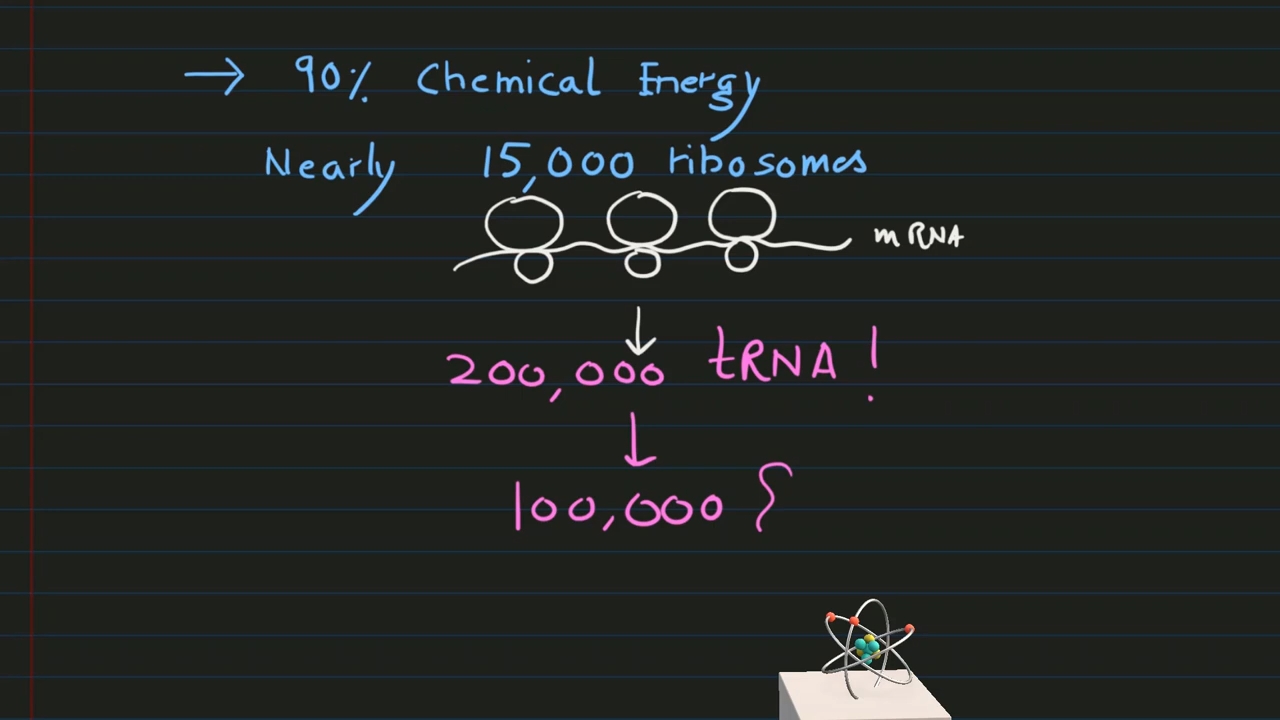 → 90% Chemical Energy
Nearly 15,000 ribosomes
mRNA
200,000 tRNA!
100,000